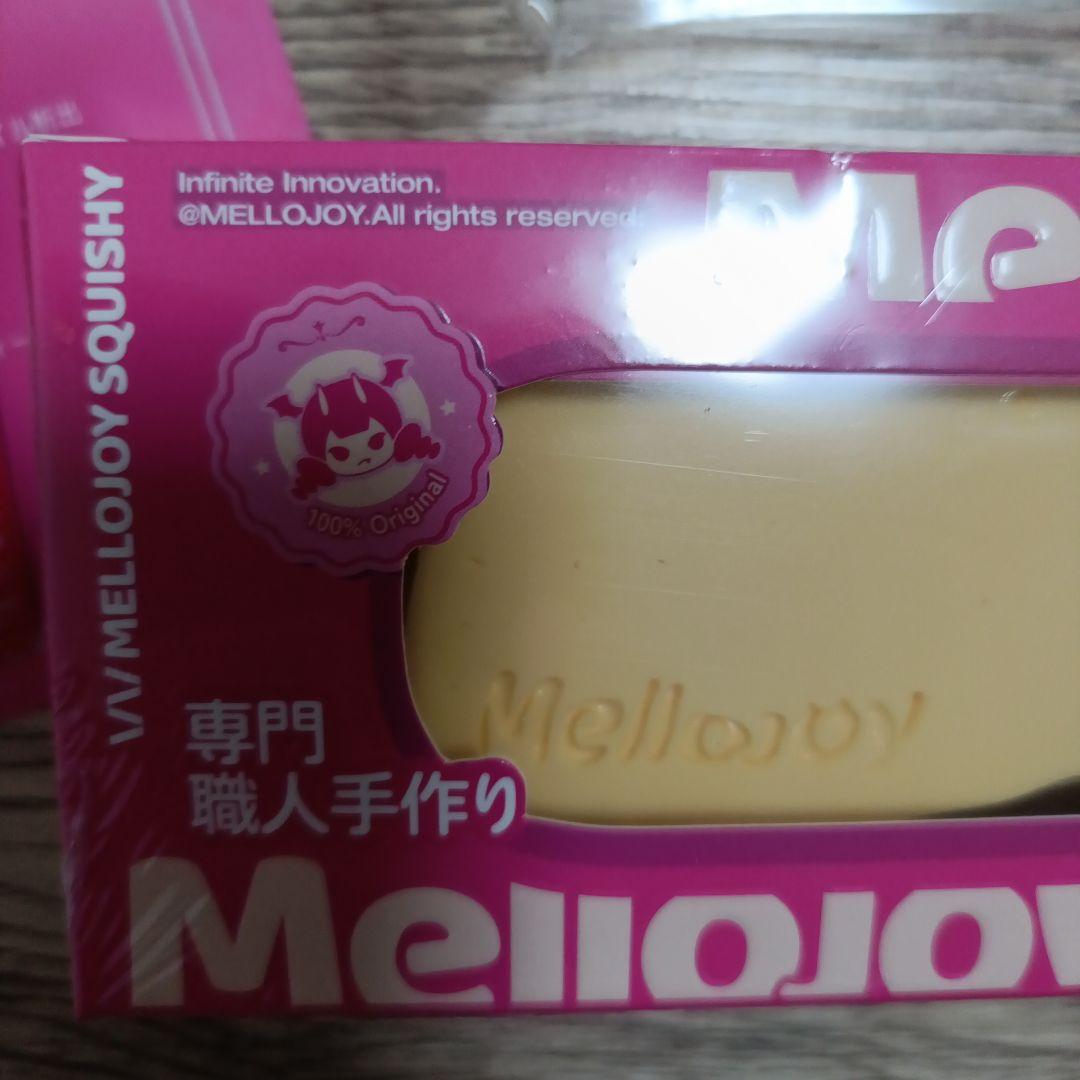 Infinite Innovation.
@MELLOJOY.All rights reserved.
Me
\/\/ MELLOJOY SQUISHY
100% Original
Mellojoy
専門
職人手作り
Mellojoy